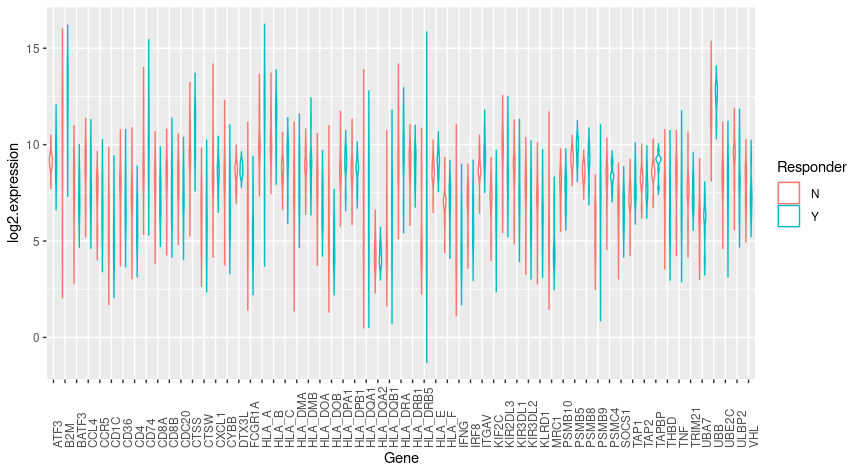 log2.expression
15
10
5
0
ATF3
B2M
BATF3
CCL4
CCR5
CD1C
CD36
CD4
CD74
CD8A
CD8B
CDC20
CTSS
CTSW
CXCL1
CYBB
DTX3L
FCGR1A
HLA_A
HLA_B
HLA_C
HLA_DMA
HLA_DMB
HLA_DOA
HLA_DOB
HLA_DPA1
HLA_DPB1
HLA_DQA1
HLA_DQA2
HLA_DQB1
HLA_DRA
HLA_DRB1
HLA_DRB5
HLA_E
HLA_F
IFNG
IRF8
ITGAV
KIF2C
KIR2DL3
KIR3DL1
KIR3DL2
KLRD1
MRC1
PSMB10
PSMB5
PSMB8
PSMB9
PSMC4
SOCS1
TAP1
TAP2
TAPBP
THBD
TNF
TRIM21
UBA7
UBB
UBE2C
ULBP2
VHL
Gene
Responder
N
Y